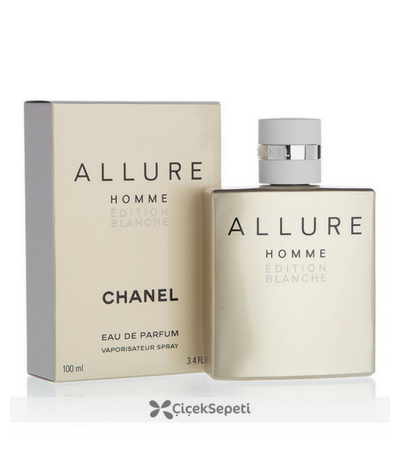 ALLURE
HOMME
ÉDITION
BLANCHE
CHANEL
EAU DE PARFUM
VAPORISATEUR SPRAY
100 ml
3.4 FL
ALLURE
HOMME
ÉDITION
BLANCHE
ÇiçekSepeti